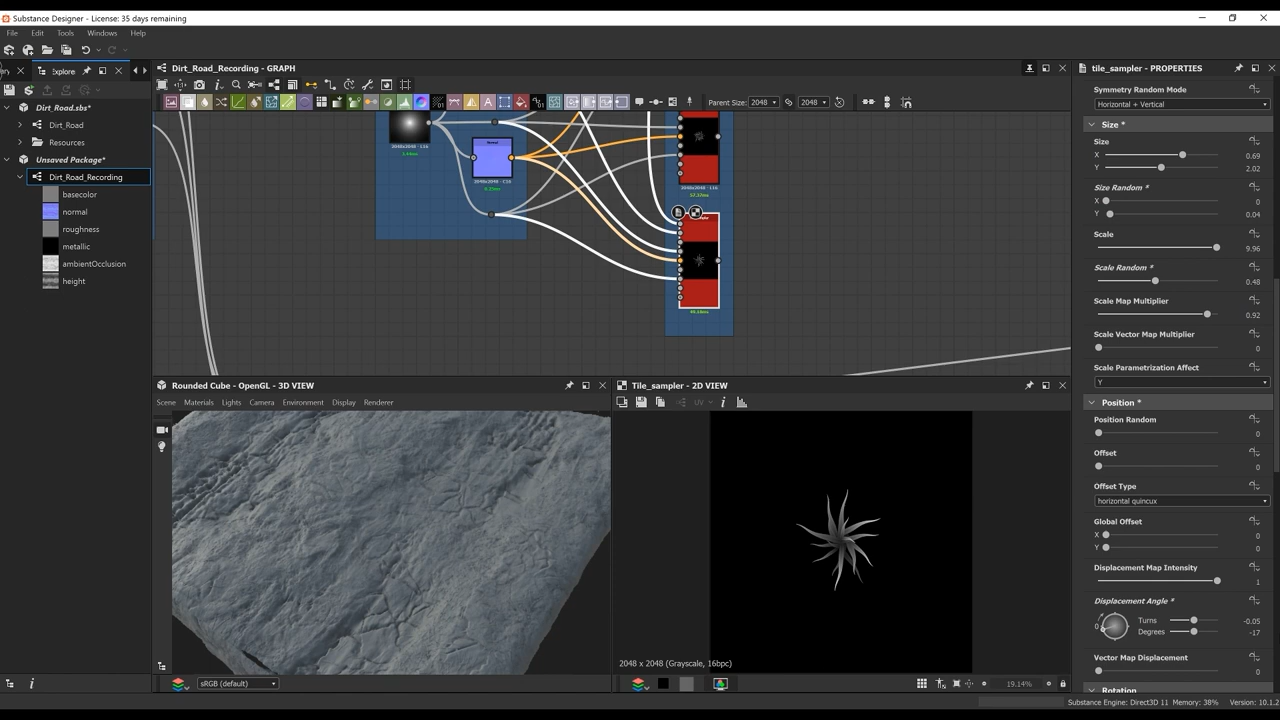 Substance Designer - License: 35 days remaining
File Edit Tools Windows Help
Explore
Dirt_Road.sbs*
Dirt_Road
Resources
Unsaved Package*
Dirt_Road_Recording
basecolor
normal
roughness
metallic
ambientOcclusion
height
Dirt_Road_Recording - GRAPH
Parent Size: 2048 2048
Normal
Rounded Cube - OpenGL - 3D VIEW
Scene Materials Lights Camera Environment Display Renderer
sRGB (default)
Tile_sampler - 2D VIEW
UV
2048 x 2048 (Grayscale, 16bpc)
19.14%
tile_sampler - PROPERTIES
Symmetry Random Mode
Horizontal + Vertical
Size *
Size
X 0.69
Y 2.02
Size Random *
X 0
Y 0.04
Scale
9.96
Scale Random *
0.48
Scale Map Multiplier
0.92
Scale Vector Map Multiplier
0
Scale Parametrization Affect
Y
Position *
Position Random
0
Offset
0
Offset Type
horizontal quincux
Global Offset
X 0
Y 0
Displacement Map Intensity
1
Displacement Angle *
0 Turns -0.05
Degrees -17
Vector Map Displacement
0
Rotation
Substance Engine: Direct3D 11 Memory: 38% Version: 10.1.2